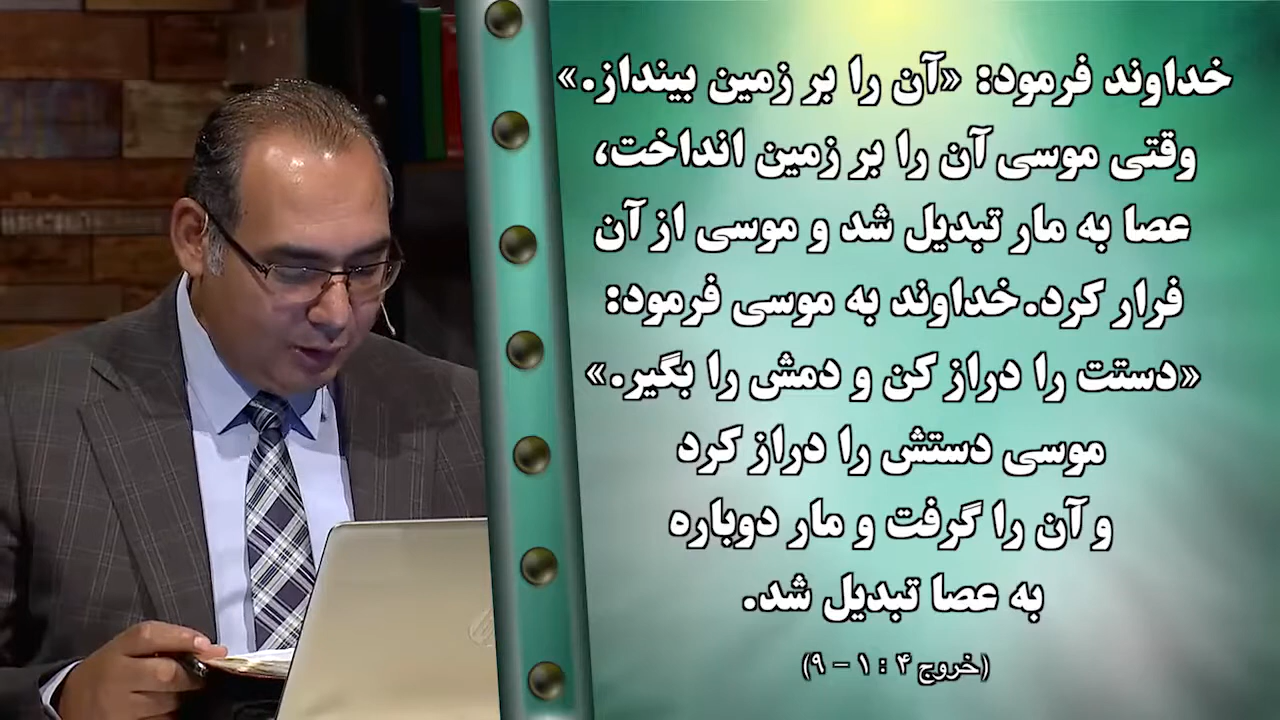 خداوند فرمود: «آن را بر زمین بینداز.»
وقتی موسی آن را بر زمین انداخت،
عصا به مار تبدیل شد و موسی از آن
فرار کرد.خداوند به موسی فرمود:
«دستت را دراز کن و دمش را بگیر.»
موسی دستش را دراز کرد
و آن را گرفت و مار دوباره
به عصا تبدیل شد.
(خروج ۴ : ۱ – ۹)